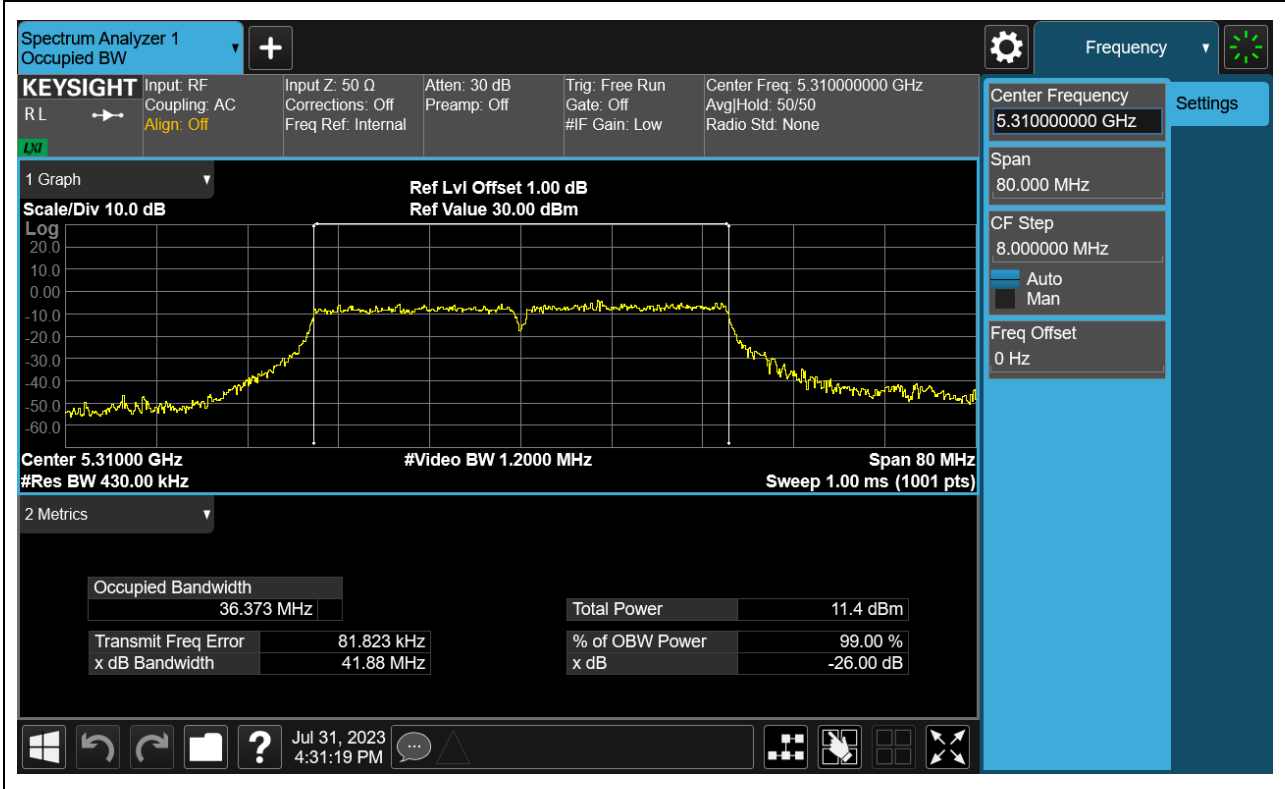 Spectrum Analyzer 1
Occupied BW
Frequency
KEYSIGHT
R L
LXI
Input: RF
Coupling: AC
Align: Off
Input Z: 50 Ω
Corrections: Off
Freq Ref: Internal
Atten: 30 dB
Preamp: Off
Trig: Free Run
Gate: Off
#IF Gain: Low
Center Freq: 5.310000000 GHz
Avg|Hold: 50/50
Radio Std: None
Center Frequency
5.310000000 GHz
Settings
Span
80.000 MHz
CF Step
8.000000 MHz
Auto
Man
Freq Offset
0 Hz
1 Graph
Ref Lvl Offset 1.00 dB
Scale/Div 10.0 dB
Ref Value 30.00 dBm
Log
20.0
10.0
0.00
-10.0
-20.0
-30.0
-40.0
-50.0
-60.0
Center 5.31000 GHz
#Video BW 1.2000 MHz
Span 80 MHz
#Res BW 430.00 kHz
Sweep 1.00 ms (1001 pts)
2 Metrics
Occupied Bandwidth
36.373 MHz
Total Power 11.4 dBm
Transmit Freq Error 81.823 kHz
% of OBW Power 99.00 %
x dB Bandwidth 41.88 MHz
x dB -26.00 dB
?
Jul 31, 2023
4:31:19 PM